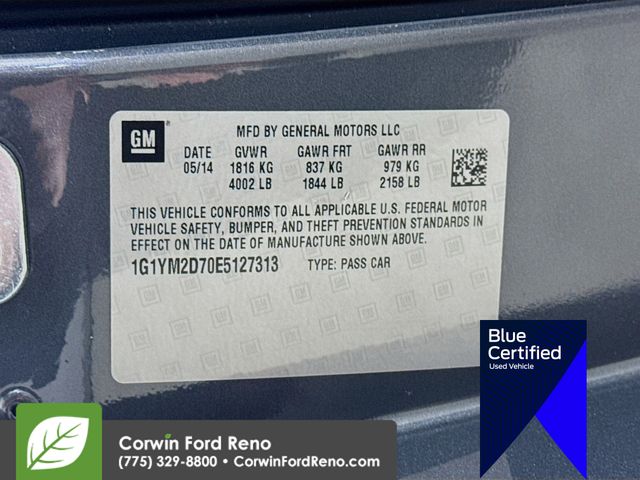 GM
MFD BY GENERAL MOTORS LLC
DATE GVWR GAWR FRT GAWR RR
05/14 1816 KG 837 KG 979 KG
4002 LB 1844 LB 2158 LB
THIS VEHICLE CONFORMS TO ALL APPLICABLE U.S. FEDERAL MOTOR
VEHICLE SAFETY, BUMPER, AND THEFT PREVENTION STANDARDS IN
EFFECT ON THE DATE OF MANUFACTURE SHOWN ABOVE.
1G1YM2D70E5127313 TYPE: PASS CAR
Blue
Certified
Used Vehicle
Corwin Ford Reno
(775) 329-8800 • CorwinFordReno.com